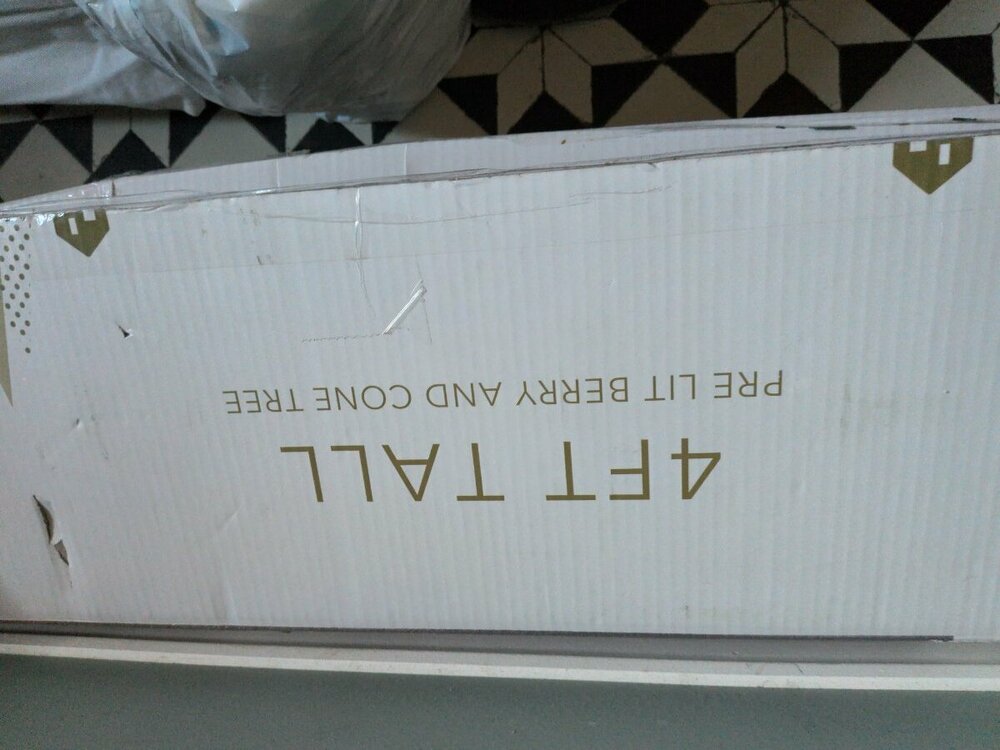 4FT TALL
PRE LIT BERRY AND CONE TREE